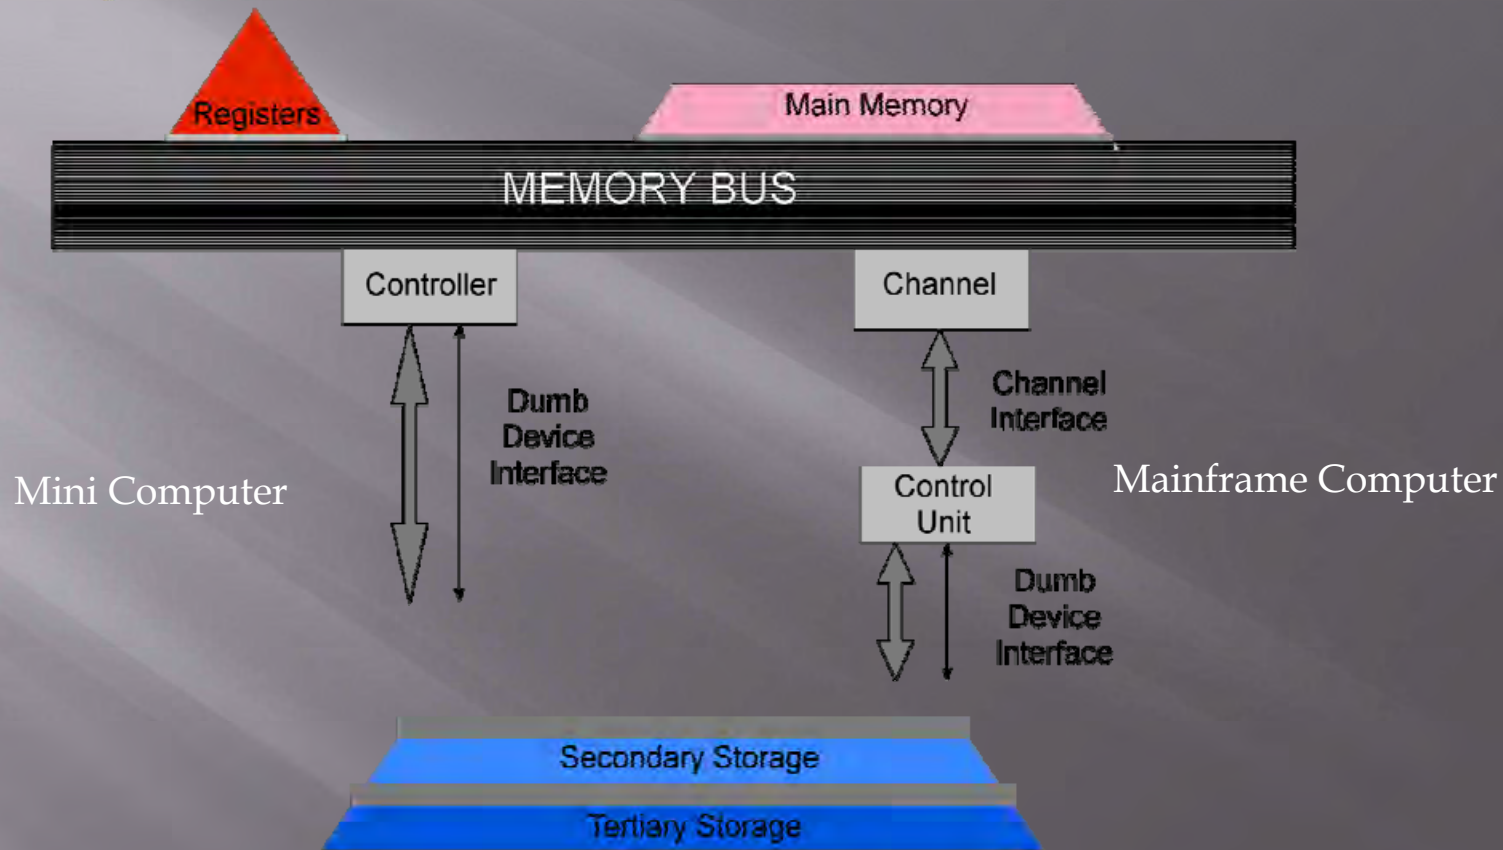 Registers
Main Memory
MEMORY BUS
Controller
Channel
Dumb
Device
Interface
Channel
Interface
Mini Computer
Control
Unit
Mainframe Computer
Dumb
Device
Interface
Secondary Storage
Tertiary Storage